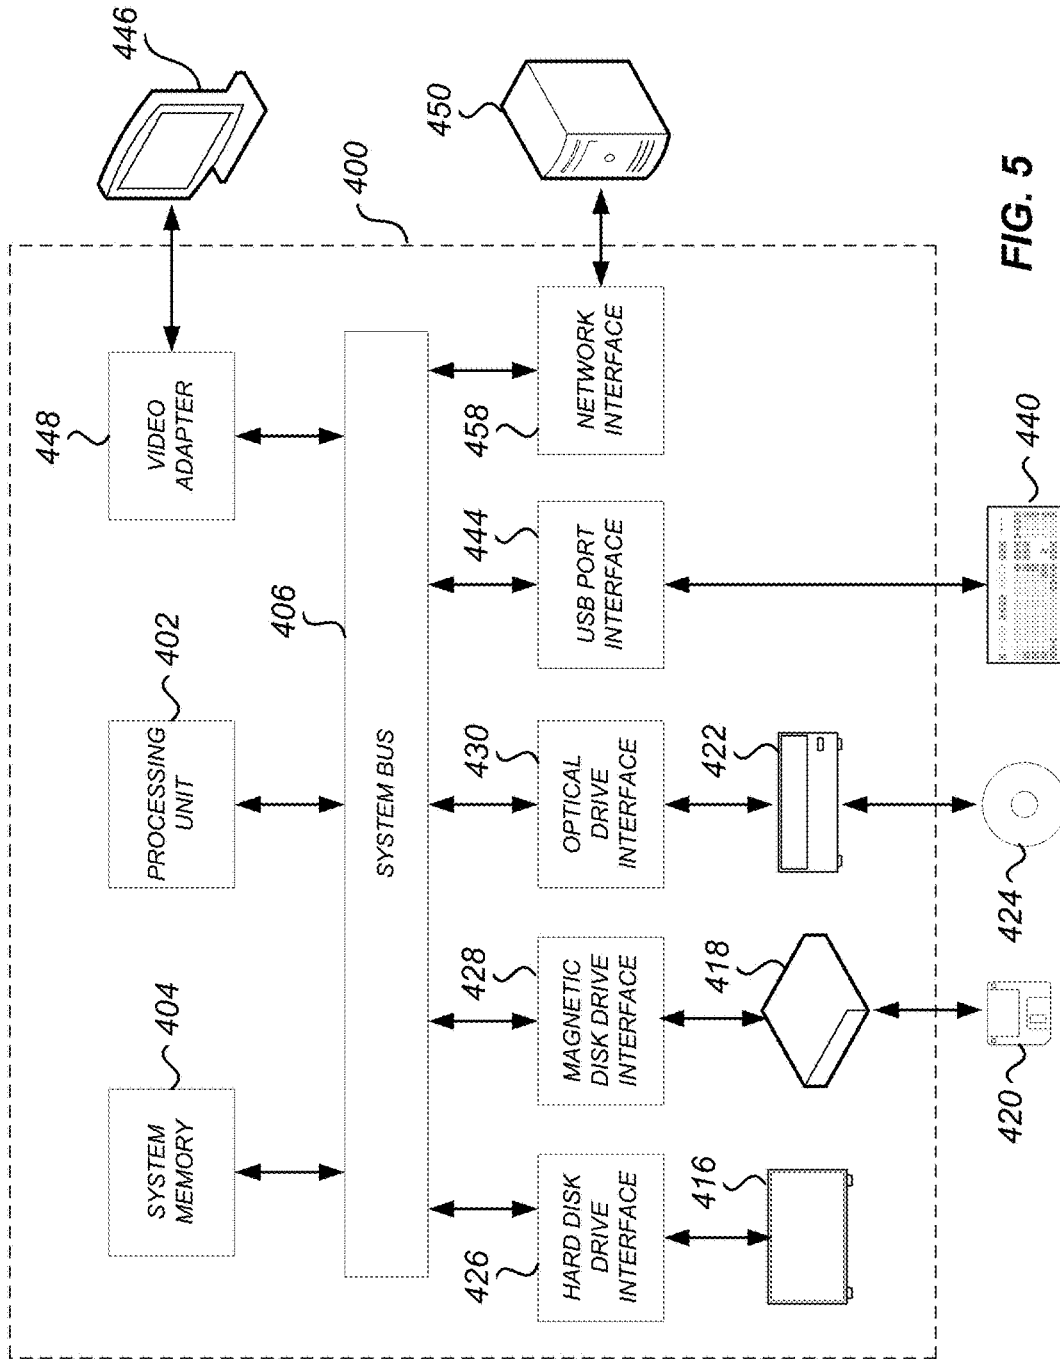 404
SYSTEM
MEMORY
402
PROCESSING
UNIT
448
VIDEO
ADAPTER
446
406
SYSTEM BUS
400
426
HARD DISK
DRIVE
INTERFACE
428
MAGNETIC
DISK DRIVE
INTERFACE
430
OPTICAL
DRIVE
INTERFACE
444
USB PORT
INTERFACE
458
NETWORK
INTERFACE
450
416
418
422
420
424
440
FIG. 5